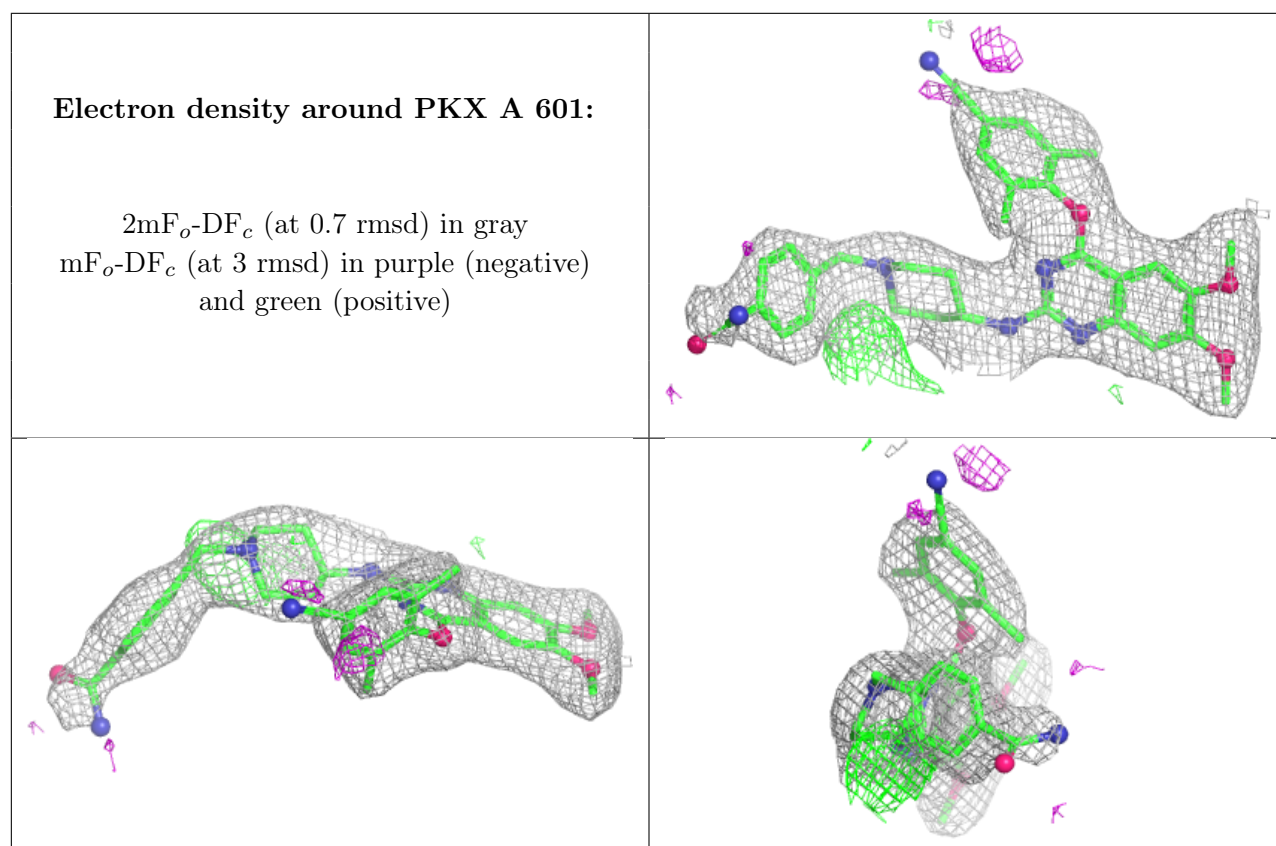 Electron density around PKX A 601:
2mFₒ-DF𝒸 (at 0.7 rmsd) in gray
mFₒ-DF𝒸 (at 3 rmsd) in purple (negative)
and green (positive)